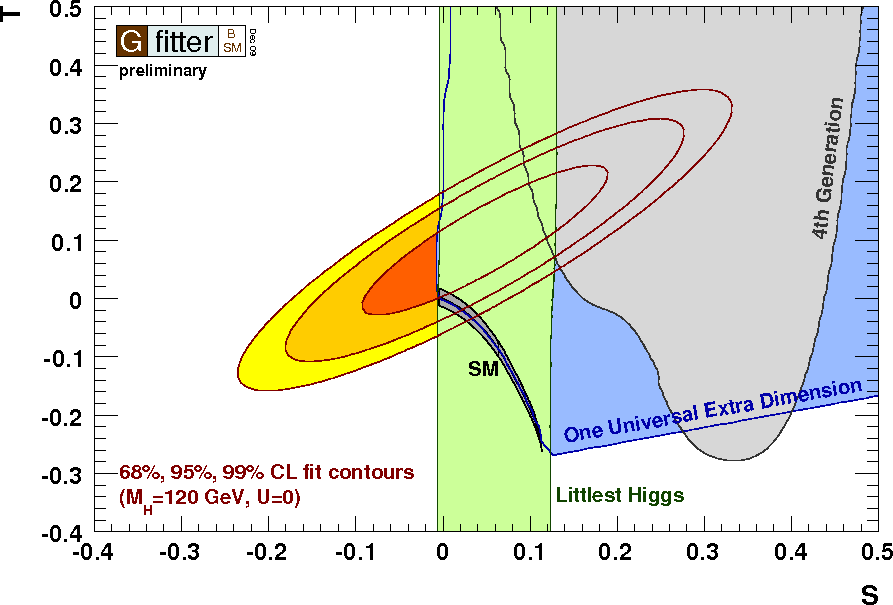 T
0.5
0.4
0.3
0.2
0.1
0
-0.1
-0.2
-0.3
-0.4
G fitter B SM Dec 09
preliminary
4th Generation
SM
One Universal Extra Dimension
Littlest Higgs
68%, 95%, 99% CL fit contours
(M_H=120 GeV, U=0)
-0.4 -0.3 -0.2 -0.1 0 0.1 0.2 0.3 0.4 0.5
S